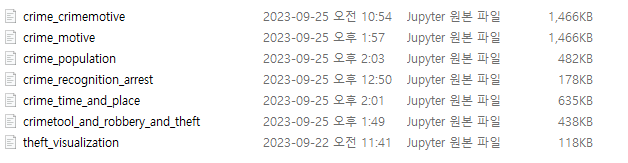 crime_crimemotive 2023-09-25 오전 10:54 Jupyter 원본 파일 1,466KB
crime_motive 2023-09-25 오후 1:57 Jupyter 원본 파일 1,466KB
crime_population 2023-09-25 오후 2:03 Jupyter 원본 파일 482KB
crime_recognition_arrest 2023-09-25 오후 12:50 Jupyter 원본 파일 178KB
crime_time_and_place 2023-09-25 오후 2:01 Jupyter 원본 파일 635KB
crimetool_and_robbery_and_theft 2023-09-25 오후 1:49 Jupyter 원본 파일 438KB
theft_visualization 2023-09-22 오전 11:41 Jupyter 원본 파일 118KB